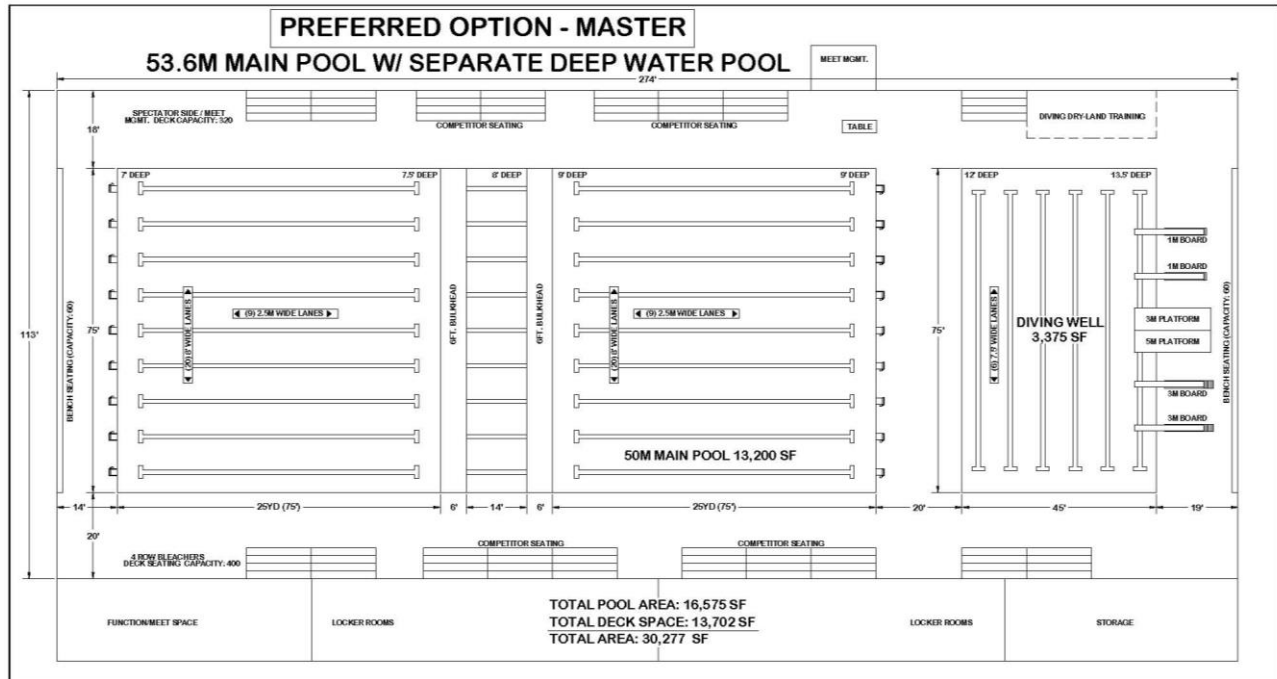 PREFERRED OPTION - MASTER
53.6M MAIN POOL W/ SEPARATE DEEP WATER POOL
MEET MGMT.
274'
SPECTATOR SIDE / MEET
MGMT. DECK CAPACITY: 320
COMPETITOR SEATING
COMPETITOR SEATING
TABLE
DIVING DRY-LAND TRAINING
18'
7' DEEP
7.5' DEEP
8' DEEP
9' DEEP
9' DEEP
12' DEEP
13.5' DEEP
1M BOARD
1M BOARD
113'
BENCH SEATING (CAPACITY: 60)
75'
(20) 8' WIDE LANES
(9) 2.5M WIDE LANES
6FT. BULKHEAD
6FT. BULKHEAD
(20) 8' WIDE LANES
(9) 2.5M WIDE LANES
75'
(6) 7.5' WIDE LANES
DIVING WELL
3,375 SF
3M PLATFORM
5M PLATFORM
BENCH SEATING (CAPACITY: 60)
3M BOARD
3M BOARD
50M MAIN POOL 13,200 SF
14'
25YD (75')
6'
14'
6'
25YD (75')
20'
45'
19'
20'
4 ROW BLEACHERS
DECK SEATING CAPACITY: 400
COMPETITOR SEATING
COMPETITOR SEATING
FUNCTION/MEET SPACE
LOCKER ROOMS
TOTAL POOL AREA: 16,575 SF
TOTAL DECK SPACE: 13,702 SF
TOTAL AREA: 30,277 SF
LOCKER ROOMS
STORAGE